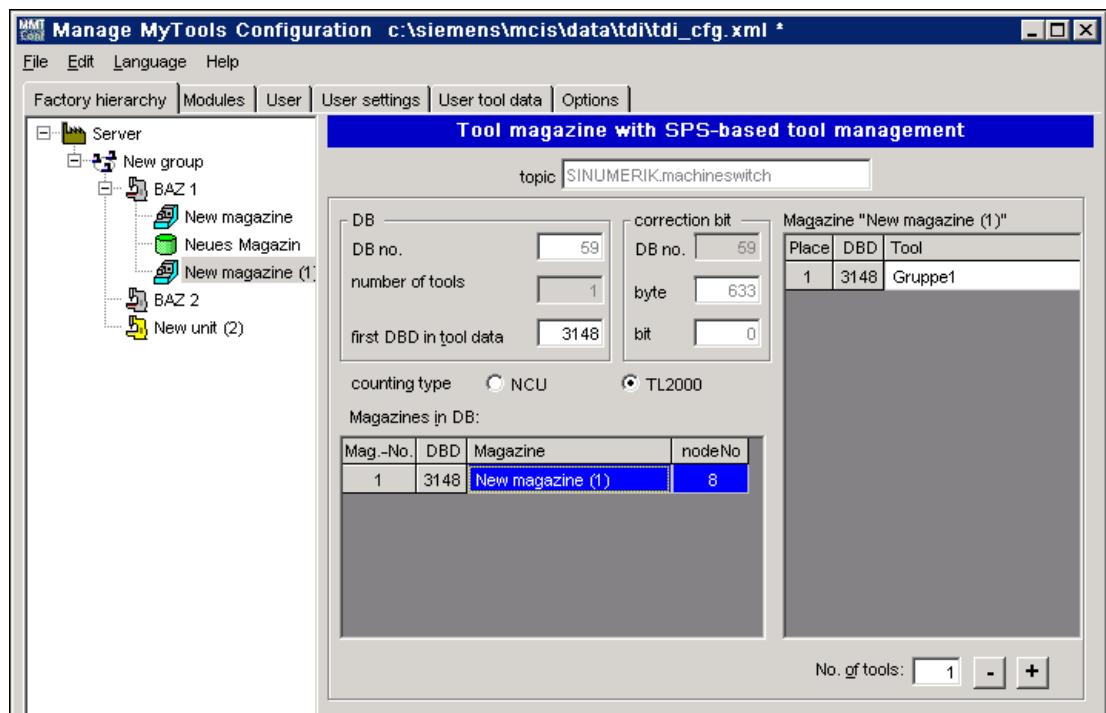 MMT Conf Manage MyTools Configuration c:\siemens\mcis\data\tdi\tdi_cfg.xml *
File Edit Language Help
Factory hierarchy Modules User User settings User tool data Options
Server
New group
BAZ 1
New magazine
Neues Magazin
New magazine (1
BAZ 2
New unit (2)
Tool magazine with SPS-based tool management
topic SINUMERIK.machineswitch
DB
DB no. 59
number of tools 1
first DBD in tool data 3148
correction bit
DB no. 59
byte 633
bit 0
counting type NCU TL2000
Magazines in DB:
Mag.-No. DBD Magazine nodeNo
1 3148 New magazine (1) 8
Magazine "New magazine (1)"
Place DBD Tool
1 3148 Gruppe1
No. of tools: 1 - +